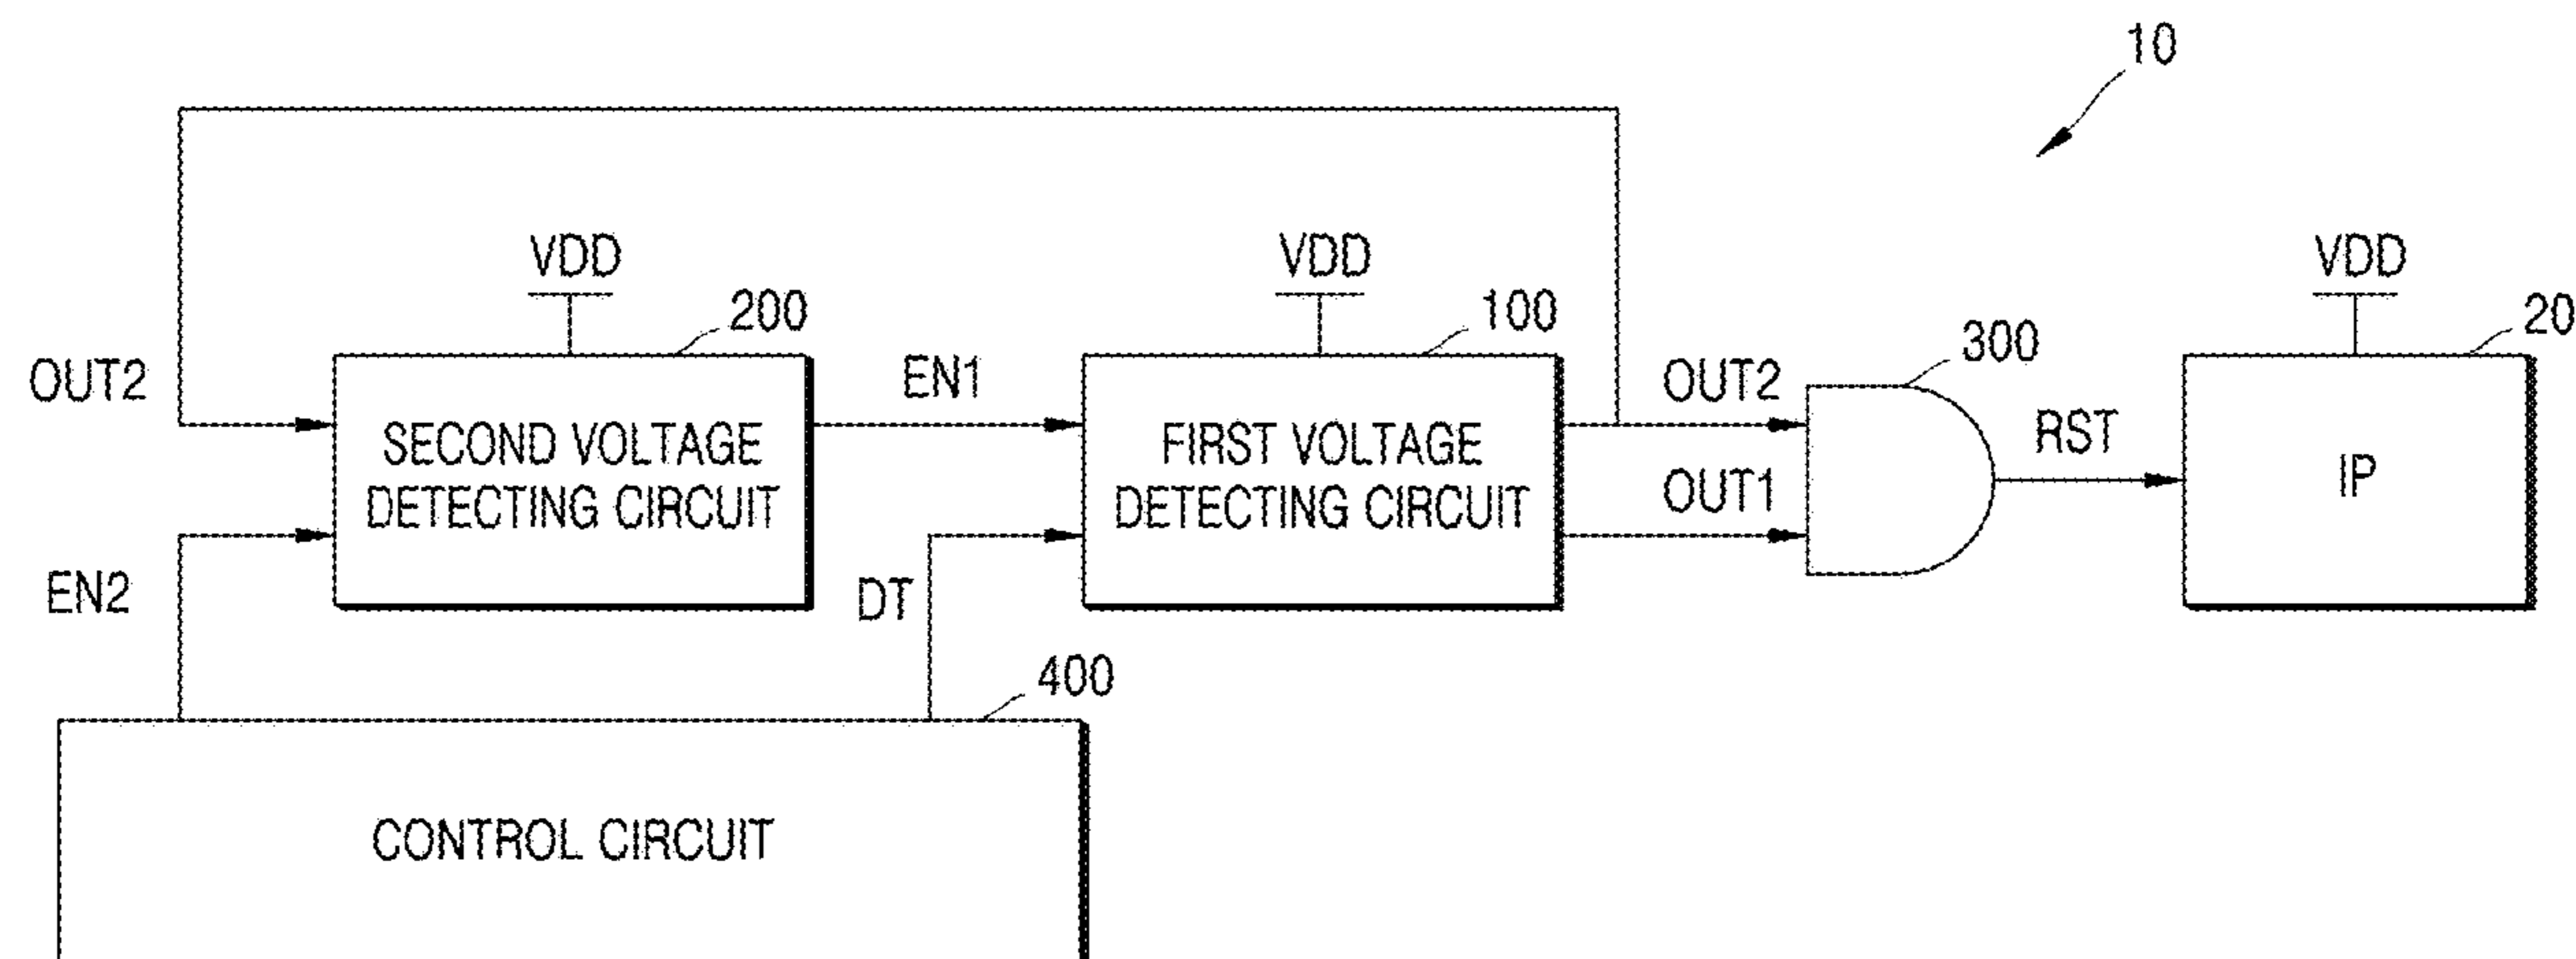 10
VDD
VDD
VDD
200
100
300
20
OUT2
EN1
OUT2
RST
SECOND VOLTAGE
DETECTING CIRCUIT
FIRST VOLTAGE
DETECTING CIRCUIT
OUT1
IP
EN2
DT
400
CONTROL CIRCUIT